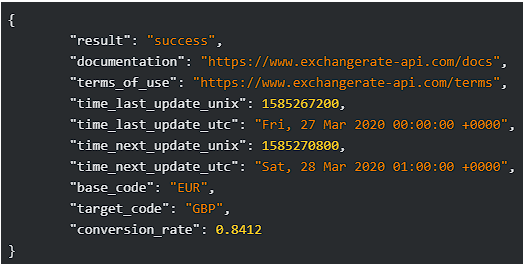 {
"result": "success",
"documentation": "https://www.exchangerate-api.com/docs",
"terms_of_use": "https://www.exchangerate-api.com/terms",
"time_last_update_unix": 1585267200,
"time_last_update_utc": "Fri, 27 Mar 2020 00:00:00 +0000",
"time_next_update_unix": 1585270800,
"time_next_update_utc": "Sat, 28 Mar 2020 01:00:00 +0000",
"base_code": "EUR",
"target_code": "GBP",
"conversion_rate": 0.8412
}